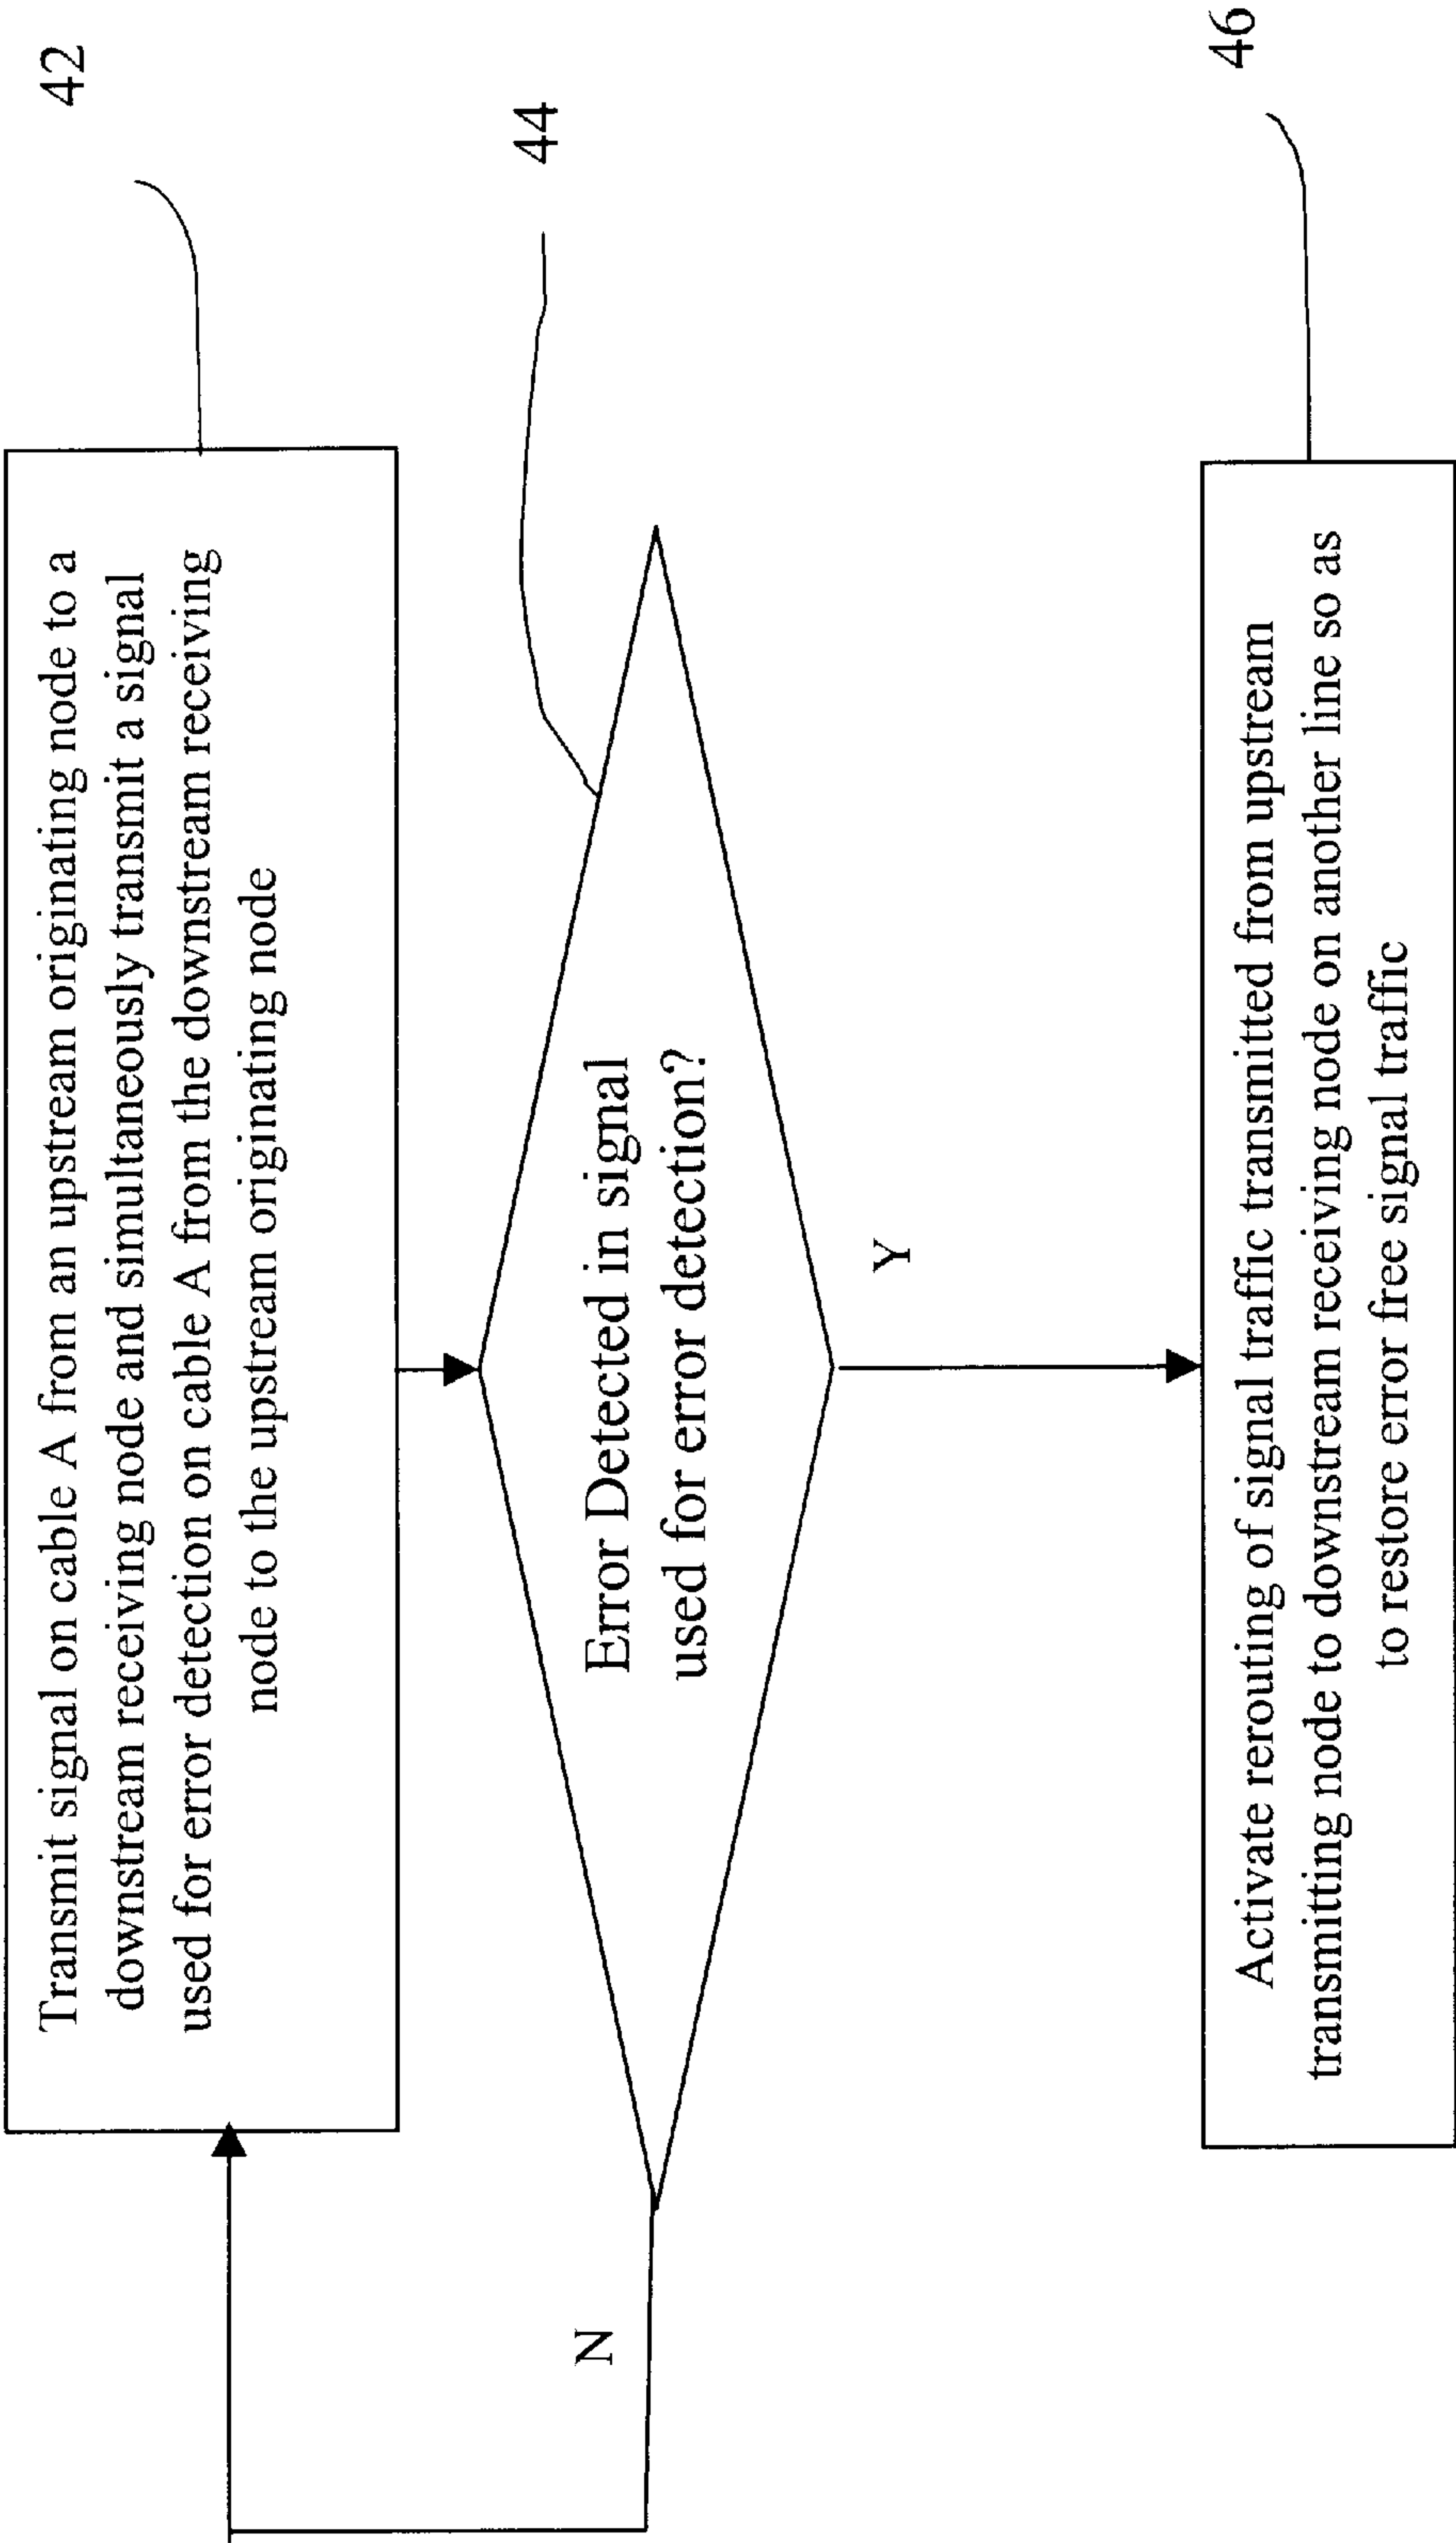 Transmit signal on cable A from an upstream originating node to a
downstream receiving node and simultaneously transmit a signal
used for error detection on cable A from the downstream receiving
node to the upstream originating node
42
44
Error Detected in signal
used for error detection?
N
Y
Activate rerouting of signal traffic transmitted from upstream
transmitting node to downstream receiving node on another line so as
to restore error free signal traffic
46